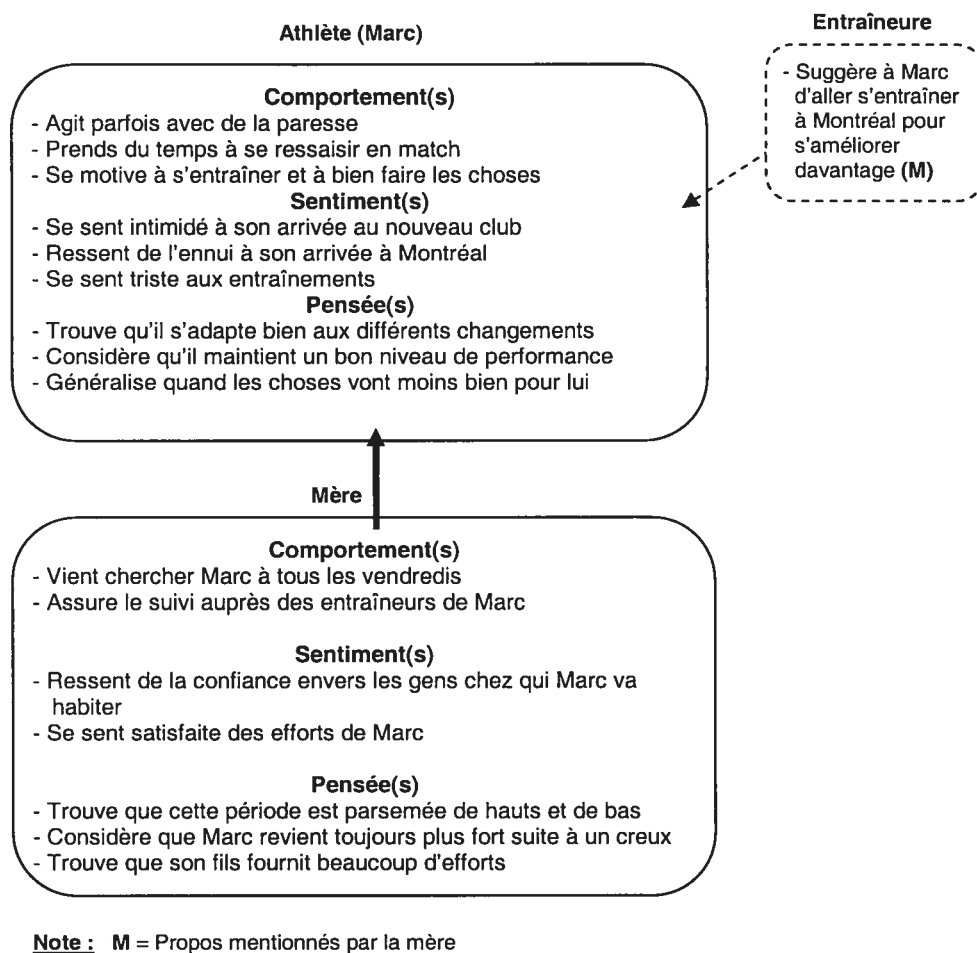 Athlète (Marc)
Comportement(s)
- Agit parfois avec de la paresse
- Prends du temps à se ressaisir en match
- Se motive à s'entraîner et à bien faire les choses
Sentiment(s)
- Se sent intimidé à son arrivée au nouveau club
- Ressent de l'ennui à son arrivée à Montréal
- Se sent triste aux entraînements
Pensée(s)
- Trouve qu'il s'adapte bien aux différents changements
- Considère qu'il maintient un bon niveau de performance
- Généralise quand les choses vont moins bien pour lui
Entraîneure
- Suggère à Marc
d'aller s'entraîner
à Montréal pour
s'améliorer
davantage (M)
Mère
Comportement(s)
- Vient chercher Marc à tous les vendredis
- Assure le suivi auprès des entraîneurs de Marc
Sentiment(s)
- Ressent de la confiance envers les gens chez qui Marc va
habiter
- Se sent satisfaite des efforts de Marc
Pensée(s)
- Trouve que cette période est parsemée de hauts et de bas
- Considère que Marc revient toujours plus fort suite à un creux
- Trouve que son fils fournit beaucoup d'efforts
Note : M = Propos mentionnés par la mère